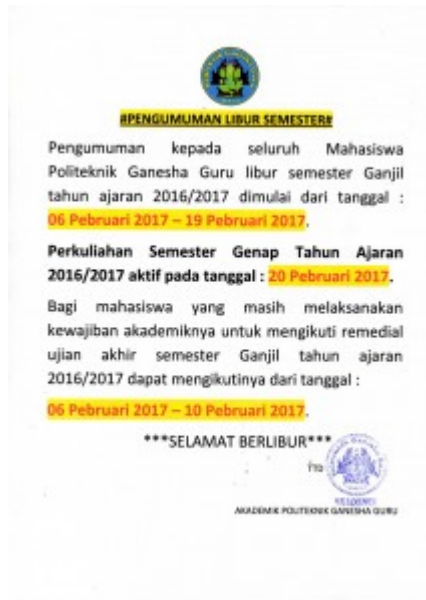 #PENGUMUMAN LIBUR SEMESTER#
Pengumuman kepada seluruh Mahasiswa
Politeknik Ganesha Guru libur semester Ganjil
tahun ajaran 2016/2017 dimulai dari tanggal :
06 Pebruari 2017 – 19 Pebruari 2017.
Perkuliahan Semester Genap Tahun Ajaran
2016/2017 aktif pada tanggal : 20 Pebruari 2017.
Bagi mahasiswa yang masih melaksanakan
kewajiban akademiknya untuk mengikuti remedial
ujian akhir semester Ganjil tahun ajaran
2016/2017 dapat mengikutinya dari tanggal :
06 Pebruari 2017 – 10 Pebruari 2017.
***SELAMAT BERLIBUR***
AKADEMIK POLITEKNIK GANESHA GURU